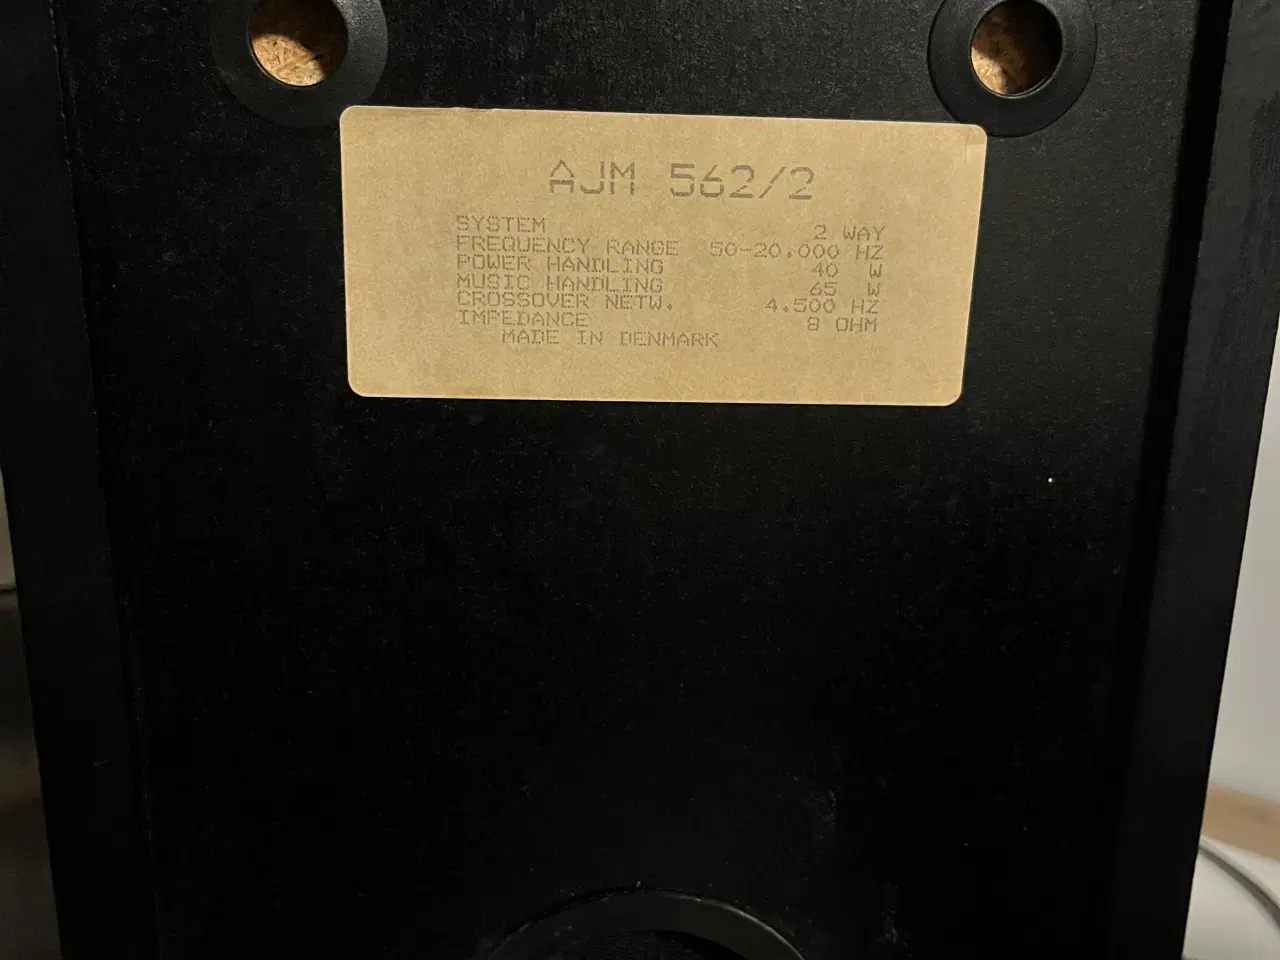 AJM 562/2
SYSTEM 2 WAY
FREQUENCY RANGE 50-20.000 HZ
POWER HANDLING 40 W
MUSIC HANDLING 65 W
CROSSOVER NETW. 4.500 HZ
IMPEDANCE 8 OHM
MADE IN DENMARK